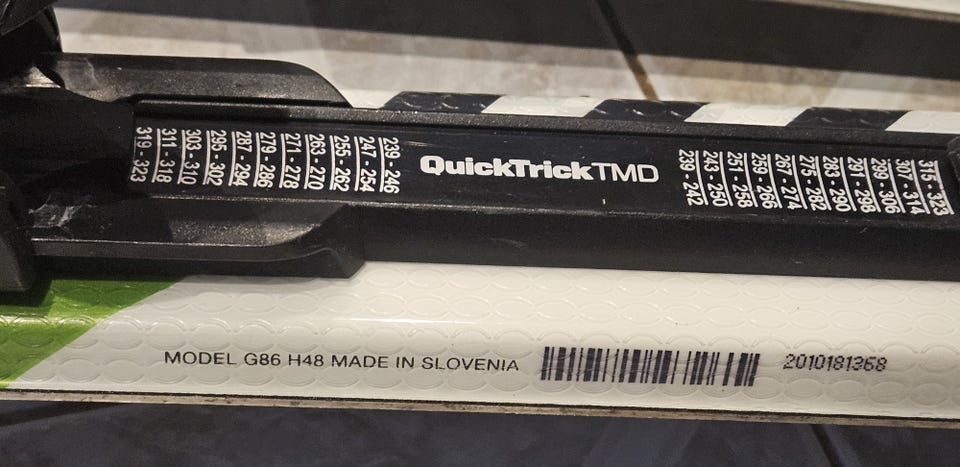 319 - 323
311 - 318
303 - 310
295 - 302
287 - 294
279 - 286
271 - 278
263 - 270
255 - 262
247 - 254
239 - 246
QuickTrickTMD
239 - 242
243 - 250
251 - 258
259 - 266
267 - 274
275 - 282
283 - 290
291 - 298
299 - 306
307 - 314
315 - 323
MODEL G86 H48 MADE IN SLOVENIA
2010181368